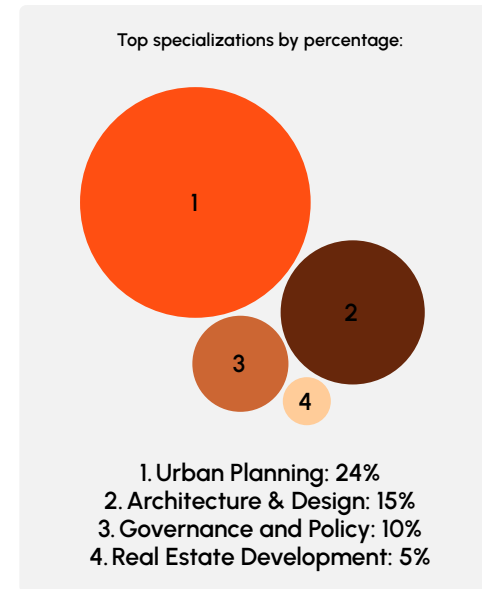 Top specializations by percentage:
1
2
3
4
1. Urban Planning: 24%
2. Architecture & Design: 15%
3. Governance and Policy: 10%
4. Real Estate Development: 5%